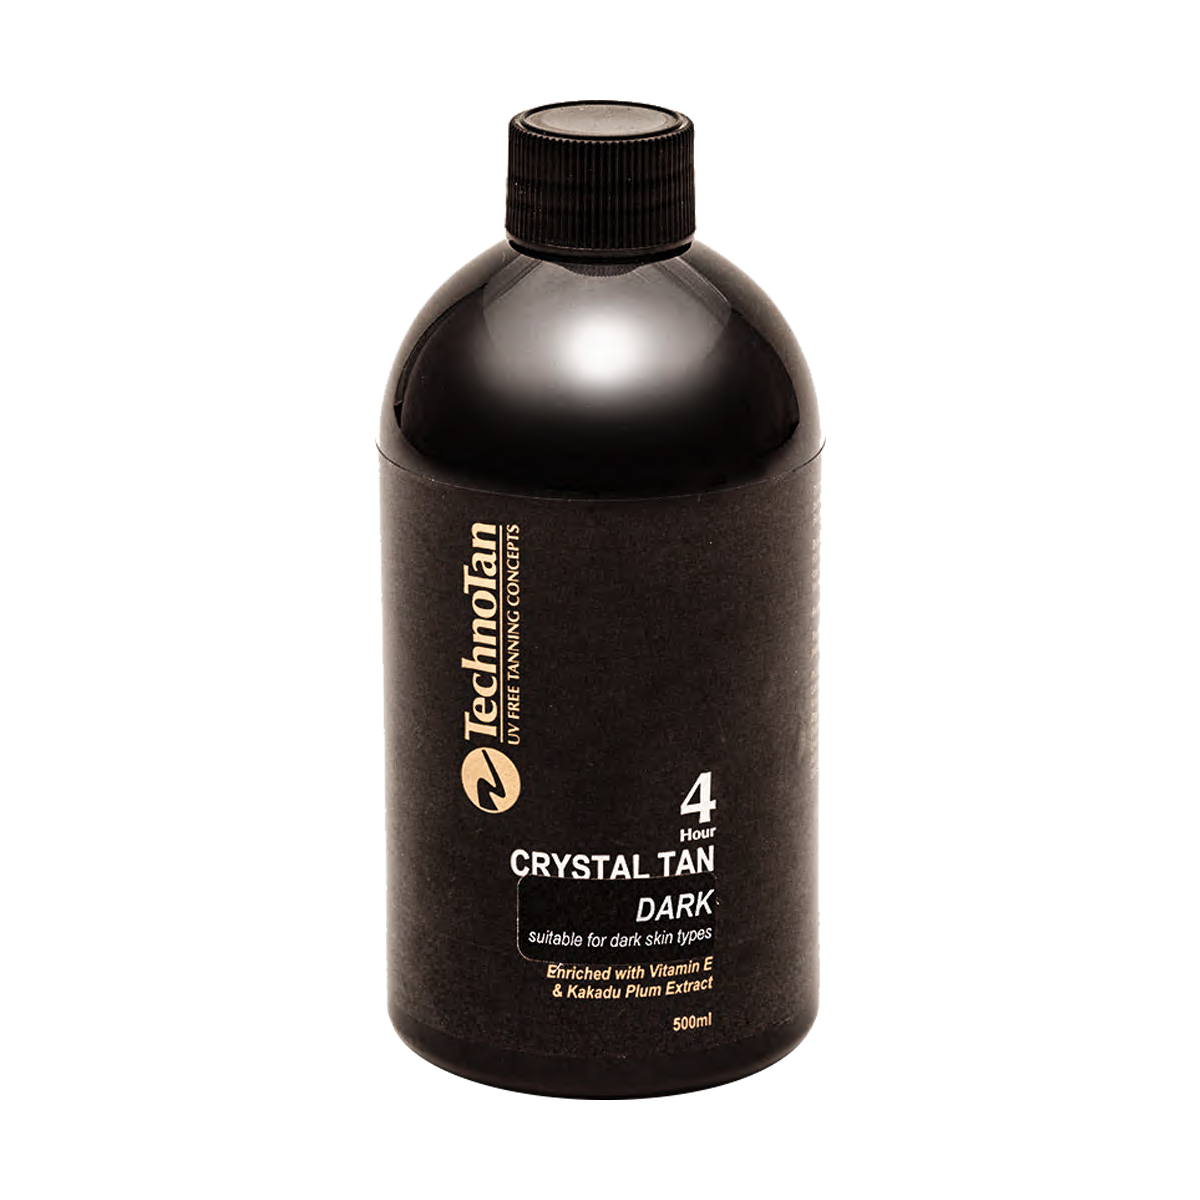 TechnoTan
UV FREE TANNING CONCEPTS
4
Hour
CRYSTAL TAN
DARK
suitable for dark skin types
Enriched with Vitamin E
& Kakadu Plum Extract
500ml